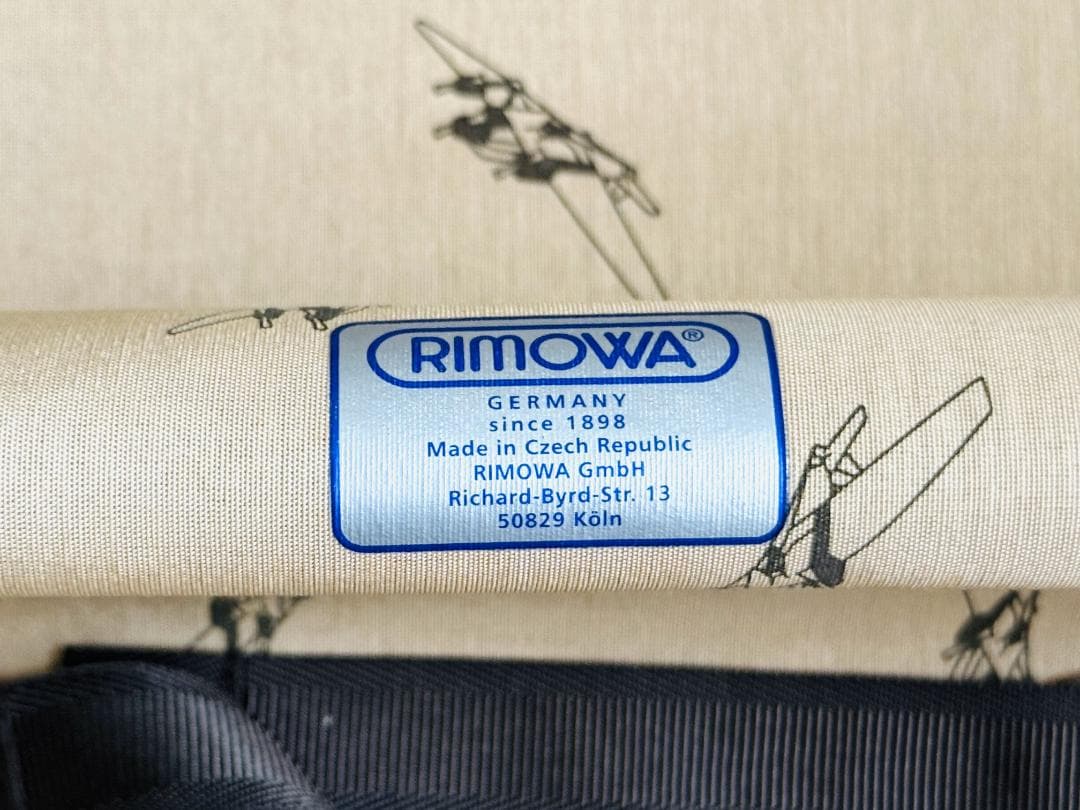 RIMOWA®
GERMANY
since 1898
Made in Czech Republic
RIMOWA GmbH
Richard-Byrd-Str. 13
50829 Köln